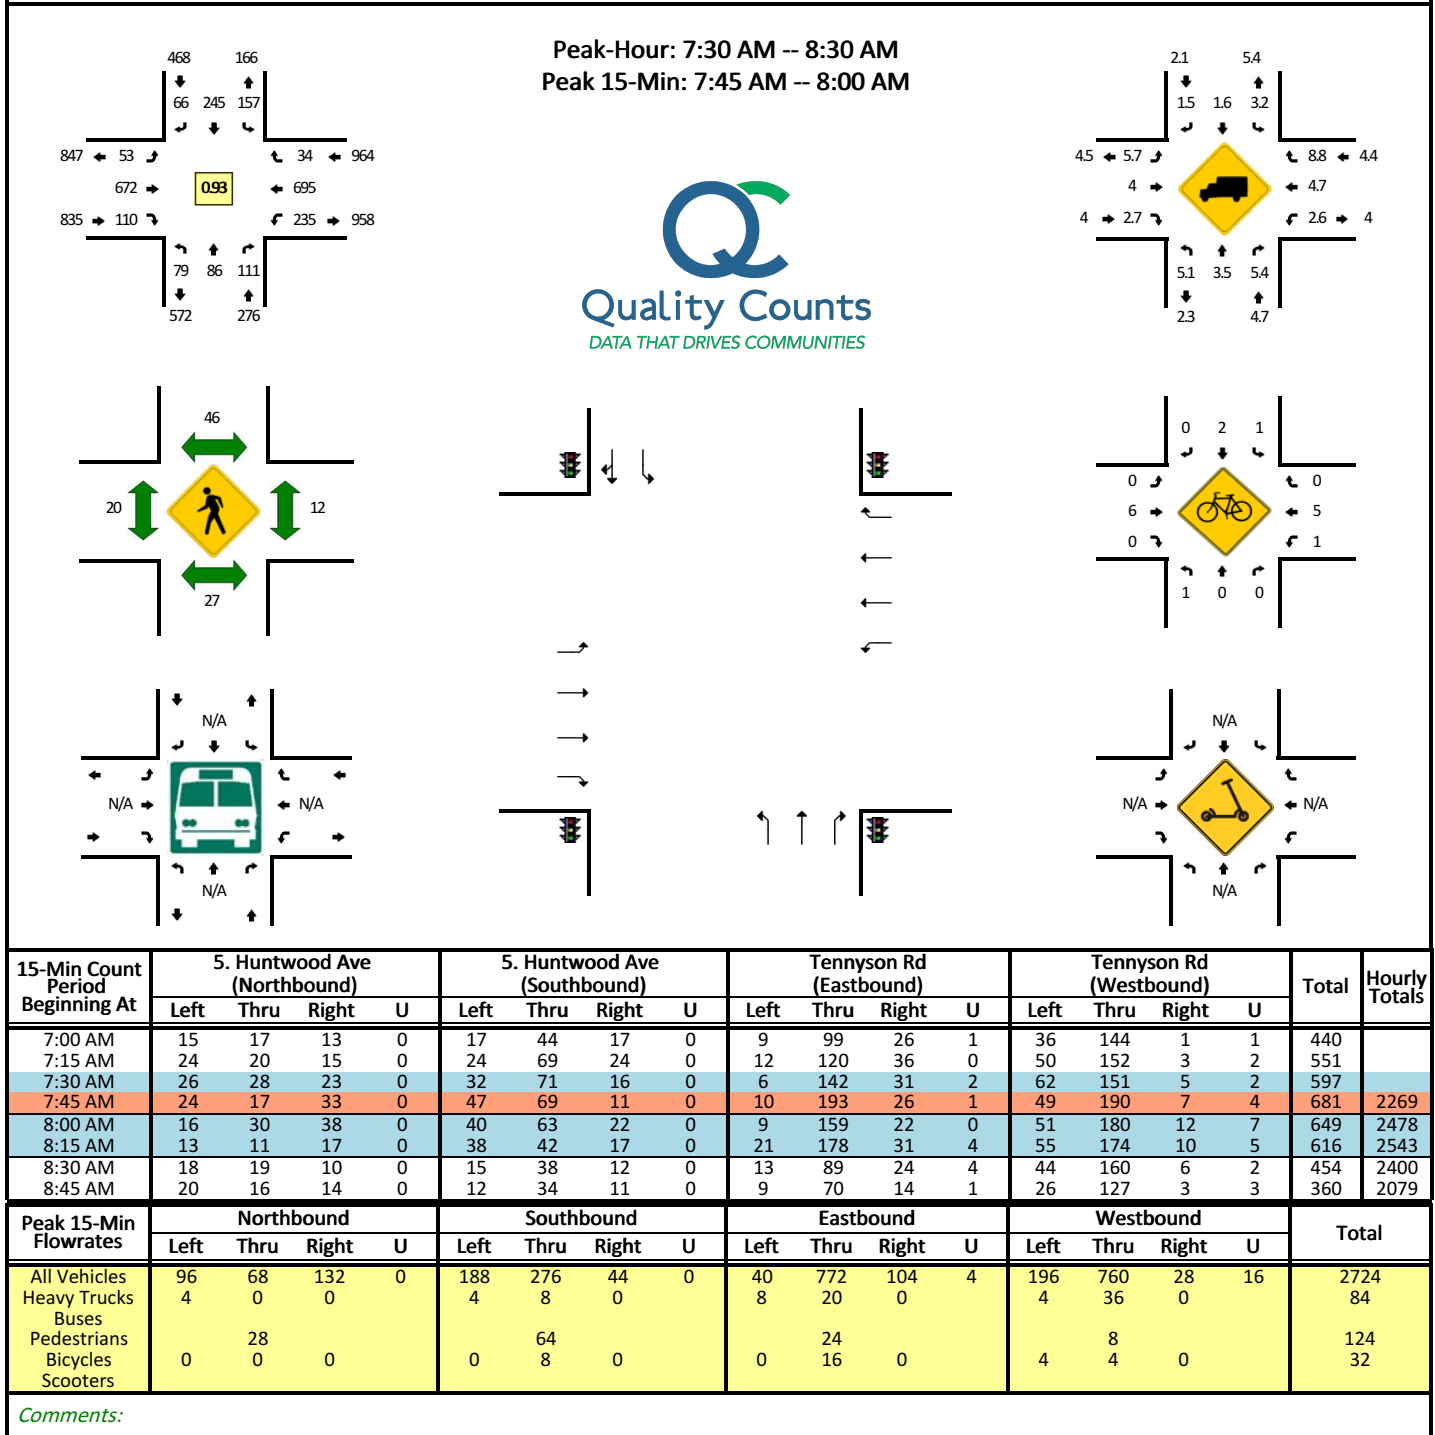 Peak-Hour: 7:30 AM -- 8:30 AM
Peak 15-Min: 7:45 AM -- 8:00 AM
468 166
66 245 157
847 53 34 964
672 0.93 695
835 110 235 958
79 86 111
572 276
2.1 5.4
1.5 1.6 3.2
4.5 5.7 8.8 4.4
4 4.7
4 2.7 2.6 4
5.1 3.5 5.4
2.3 4.7
QC
Quality Counts
DATA THAT DRIVES COMMUNITIES
46
20 12
27
0 2 1
0 0
6 5
0 1
1 0 0
N/A
N/A N/A
N/A
N/A
N/A N/A
N/A
15-Min Count Period Beginning At 5. Huntwood Ave (Northbound) 5. Huntwood Ave (Southbound) Tennyson Rd (Eastbound) Tennyson Rd (Westbound) Total Hourly Totals
Left Thru Right U Left Thru Right U Left Thru Right U Left Thru Right U
7:00 AM 15 17 13 0 17 44 17 0 9 99 26 1 36 144 1 1 440
7:15 AM 24 20 15 0 24 69 24 0 12 120 36 0 50 152 3 2 551
7:30 AM 26 28 23 0 32 71 16 0 6 142 31 2 62 151 5 2 597
7:45 AM 24 17 33 0 47 69 11 0 10 193 26 1 49 190 7 4 681 2269
8:00 AM 16 30 38 0 40 63 22 0 9 159 22 0 51 180 12 7 649 2478
8:15 AM 13 11 17 0 38 42 17 0 21 178 31 4 55 174 10 5 616 2543
8:30 AM 18 19 10 0 15 38 12 0 13 89 24 4 44 160 6 2 454 2400
8:45 AM 20 16 14 0 12 34 11 0 9 70 14 1 26 127 3 3 360 2079
Peak 15-Min Flowrates Northbound Southbound Eastbound Westbound Total
Left Thru Right U Left Thru Right U Left Thru Right U Left Thru Right U
All Vehicles 96 68 132 0 188 276 44 0 40 772 104 4 196 760 28 16 2724
Heavy Trucks 4 0 0 4 8 0 8 20 0 4 36 0 84
Buses
Pedestrians 28 64 24 8 124
Bicycles 0 0 0 0 8 0 0 16 0 4 4 0 32
Scooters
Comments: